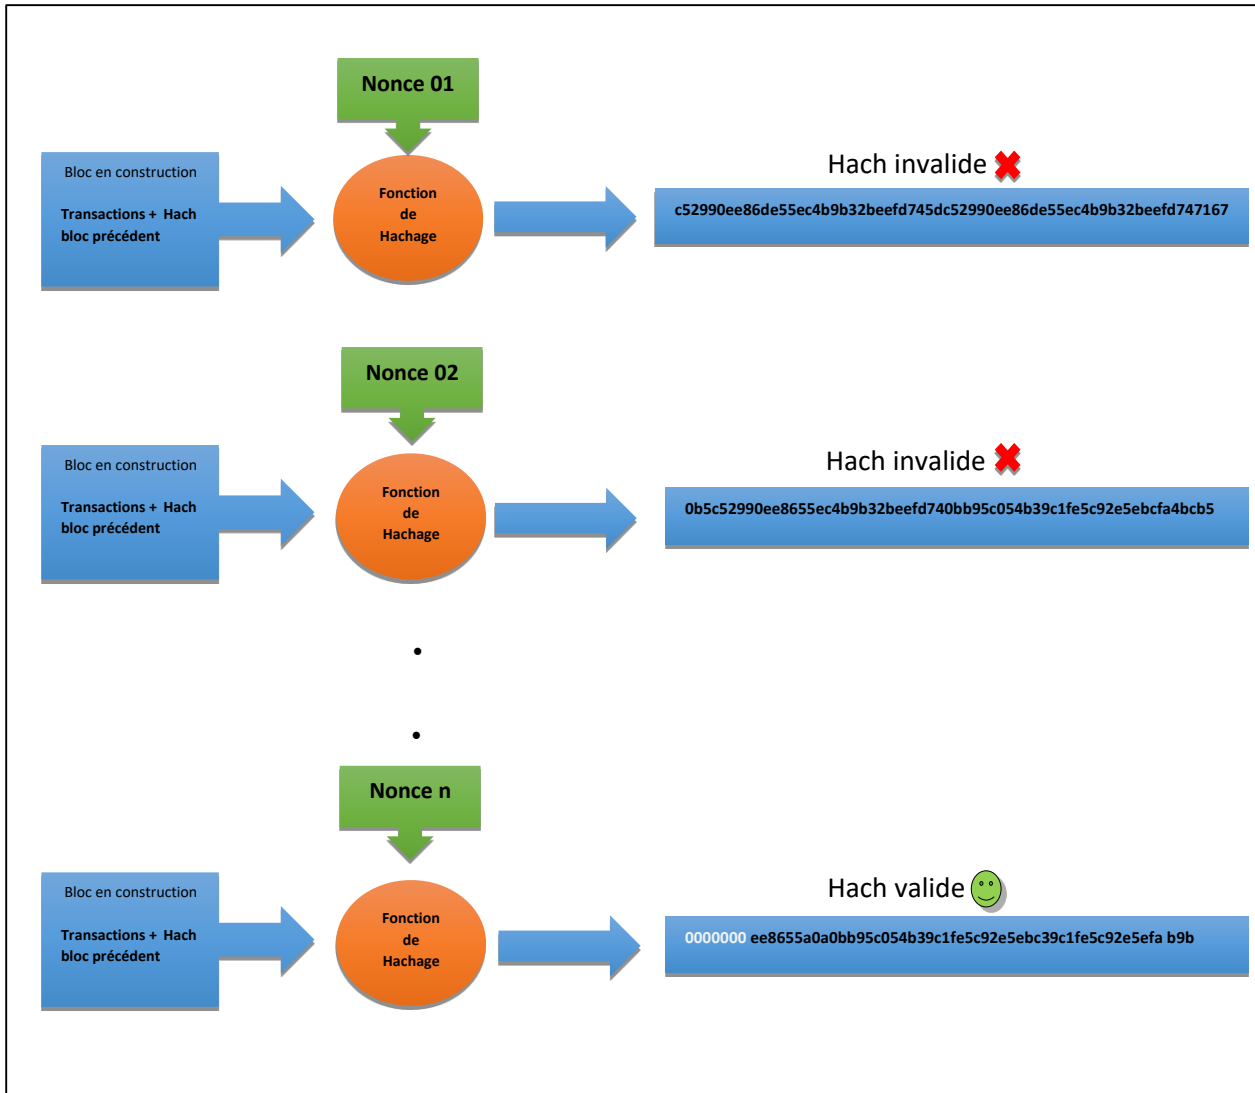 Nonce 01
Bloc en construction
Transactions + Hach
bloc précédent
Fonction
de
Hachage
Hach invalide
c52990ee86de55ec4b9b32beefd745dc52990ee86de55ec4b9b32beefd747167
Nonce 02
Bloc en construction
Transactions + Hach
bloc précédent
Fonction
de
Hachage
Hach invalide
0b5c52990ee8655ec4b9b32beefd740bb95c054b39c1fe5c92e5ebcfa4bcb5
Nonce n
Bloc en construction
Transactions + Hach
bloc précédent
Fonction
de
Hachage
Hach valide
0000000 ee8655a0a0bb95c054b39c1fe5c92e5ebc39c1fe5c92e5efa b9b